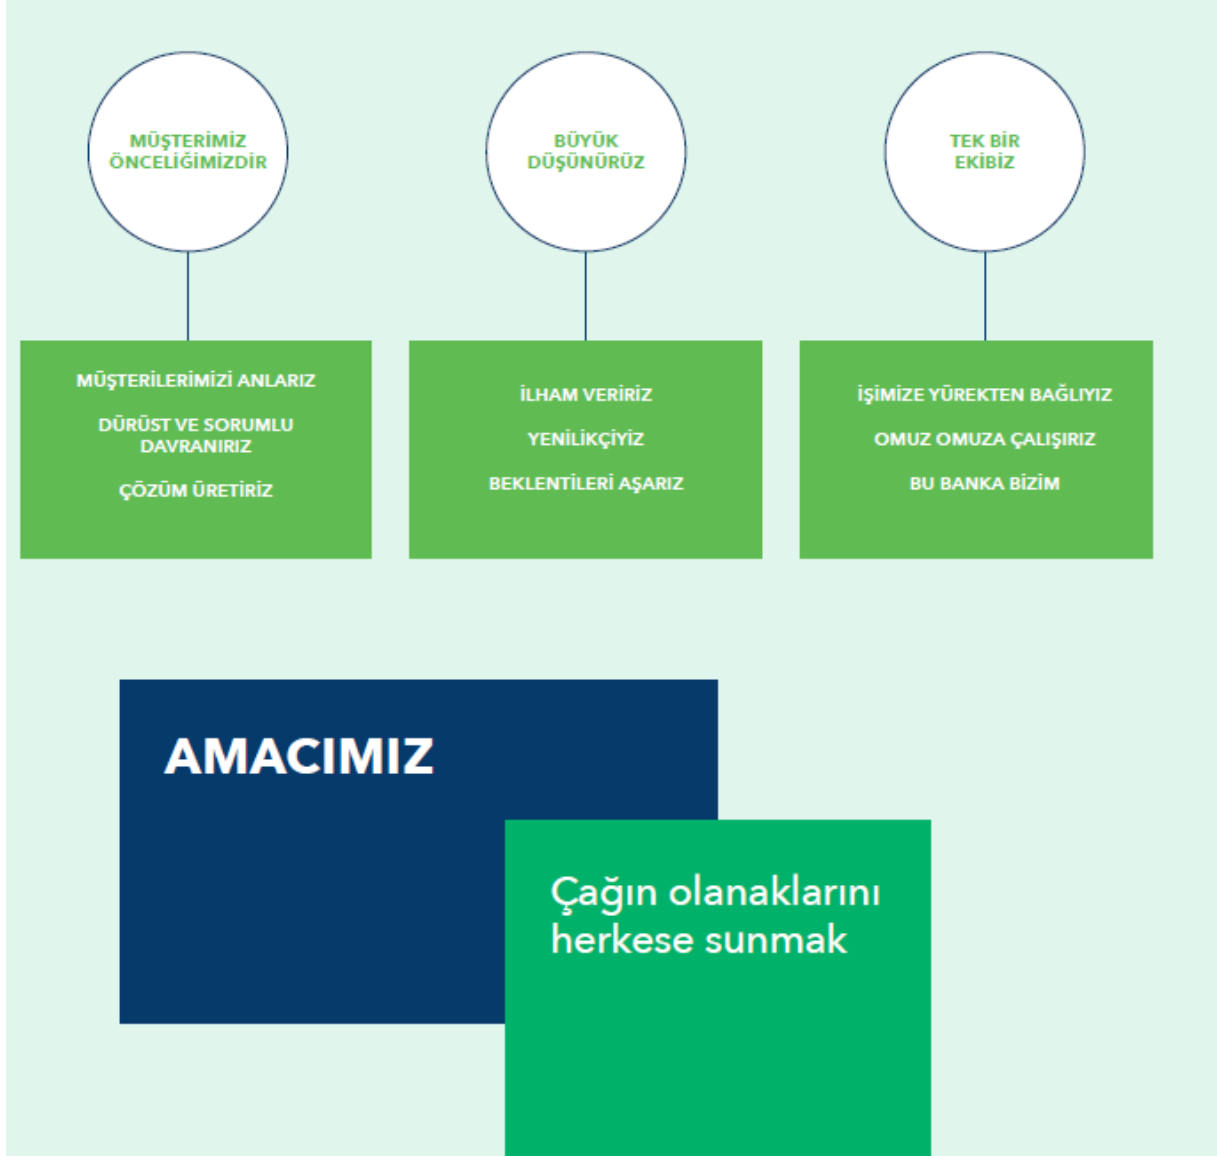 MÜŞTERİMİZ
ÖNCELİĞİMİZDİR
MÜŞTERİLERİMİZİ ANLARIZ
DÜRÜST VE SORUMLU
DAVRANIRIZ
ÇÖZÜM ÜRETİRİZ
BÜYÜK
DÜŞÜNÜRÜZ
İLHAM VERİRİZ
YENİLİKÇİYİZ
BEKLENTİLERİ AŞARIZ
TEK BİR
EKİBİZ
İŞİMİZE YÜREKTEN BAĞLIYIZ
OMUZ OMUZA ÇALIŞIRIZ
BU BANKA BİZİM
AMACIMIZ
Çağın olanaklarını
herkese sunmak